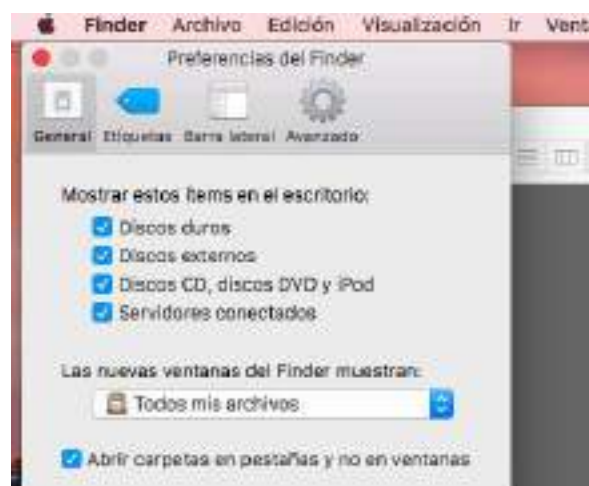 Finder Archivo Edición Visualización Ir Vent
Preferencias del Finder
General Etiquetas Barra lateral Avanzado
Mostrar estos ítems en el escritorio:
Discos duros
Discos externos
Discos CD, discos DVD y iPod
Servidores conectados
Las nuevas ventanas del Finder muestran:
Todos mis archivos
Abrir carpetas en pestañas y no en ventanas